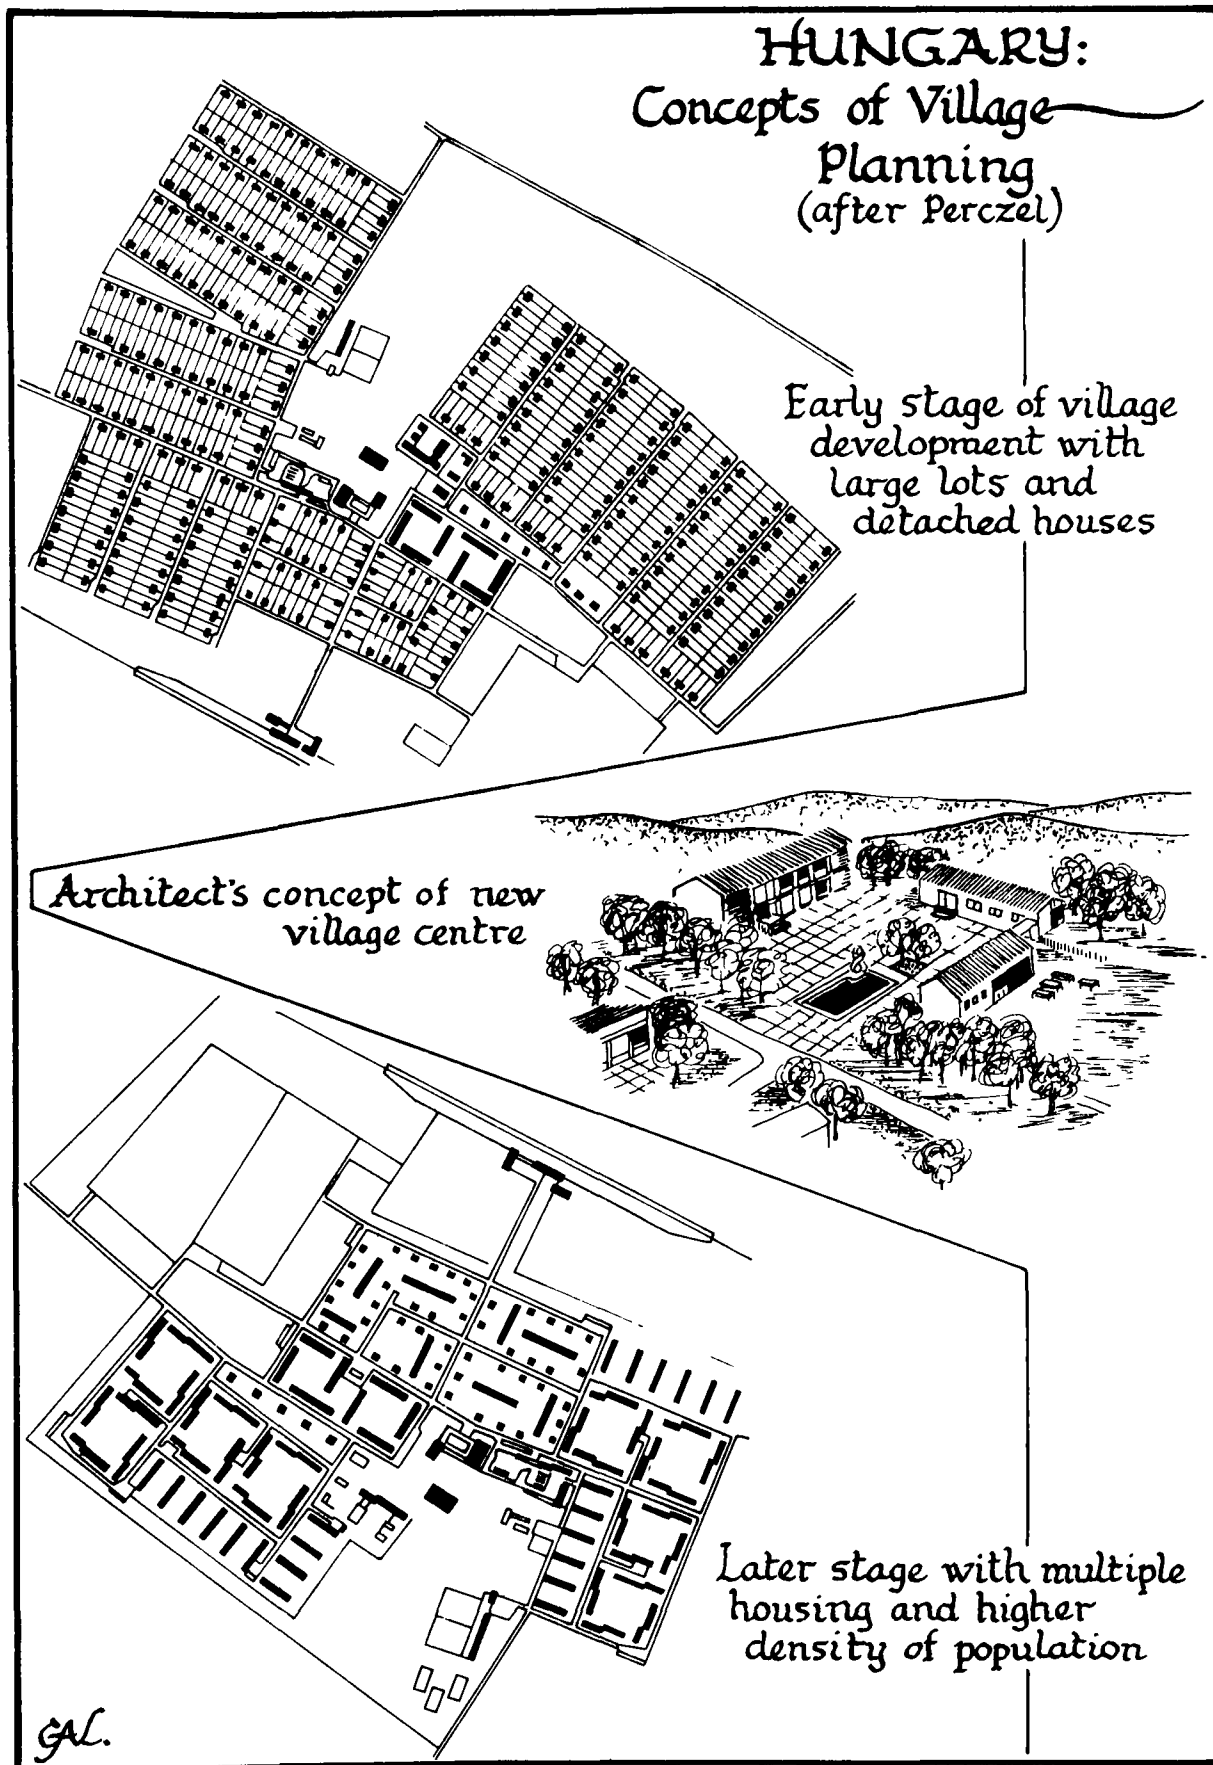 HUNGARY:
Concepts of Village
Planning
(after Perczel)
Early stage of village
development with
large lots and
detached houses
Architect's concept of new
village centre
Later stage with multiple
housing and higher
density of population
GAL.